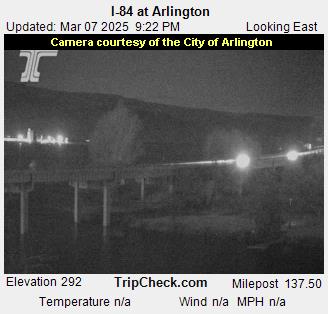 I-84 at Arlington
Updated: Mar 07 2025 9:22 PM Looking East
Camera courtesy of the City of Arlington
Elevation 292 TripCheck.com Milepost 137.50
Temperature n/a Wind n/a MPH n/a